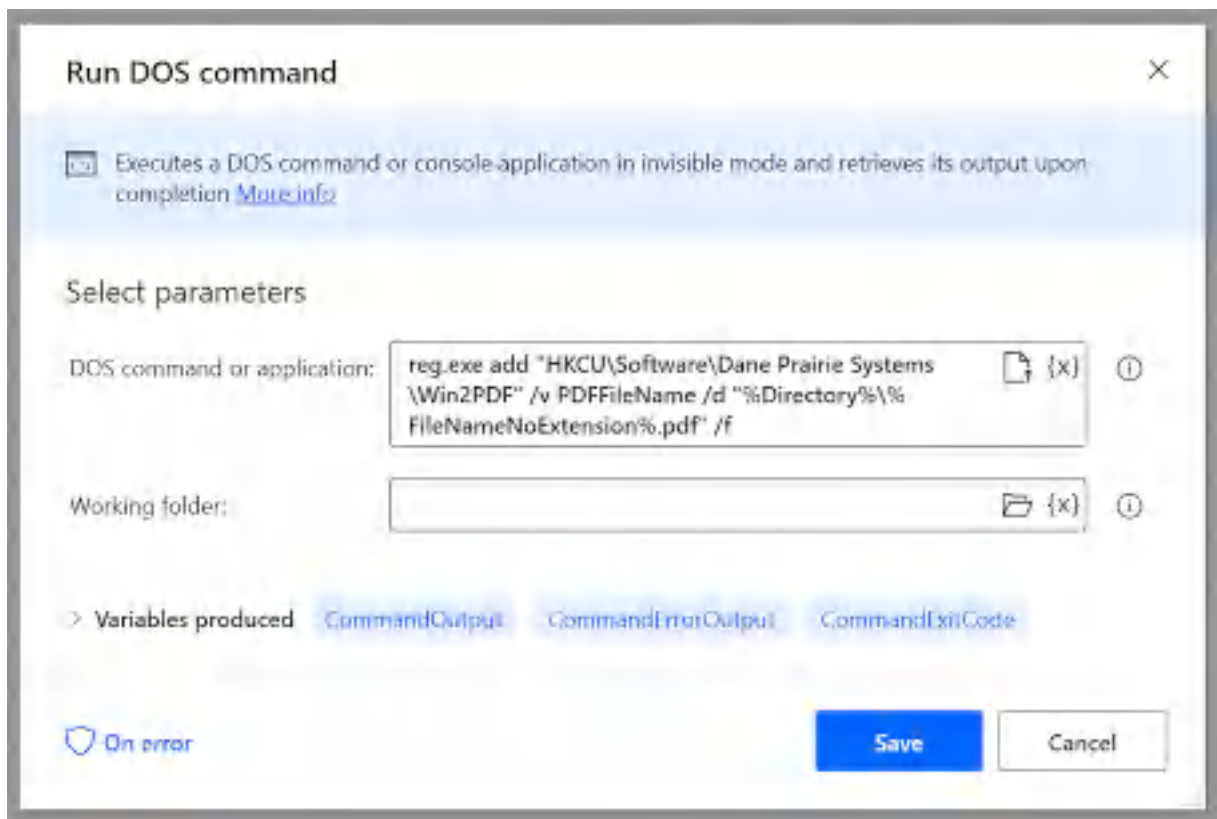 Run DOS command
Executes a DOS command or console application in invisible mode and retrieves its output upon
completion More info
Select parameters
DOS command or application:
reg.exe add "HKCU\Software\Dane Prairie Systems
\Win2PDF" /v PDFFileName /d "%Directory%\%
FileNameNoExtension%.pdf" /f
{x}
Working folder:
{x}
Variables produced CommandOutput CommandErrorOutput CommandExitCode
On error
Save
Cancel